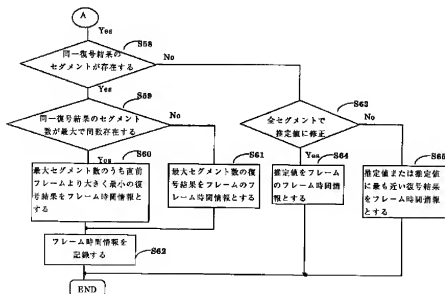 A
Yes
S58
同一復号結果の
セグメントが存在する
No
Yes
S59
同一復号結果のセグメント
数が最大で同数存在する
No
Yes
S60
最大セグメント数のうち直前
フレームより大きく最小の復
号結果をフレーム時間情報と
する
S61
最大セグメント数の復
号結果をフレームのフ
レーム時間情報とする
S62
フレーム時間情報を
記録する
S63
全セグメントで
推定値に修正
No
Yes
S64
推定値をフレーム
のフレーム時間情
報とする
S65
推定値または推定値
に最も近い復号結果
をフレーム時間情報
とする
END